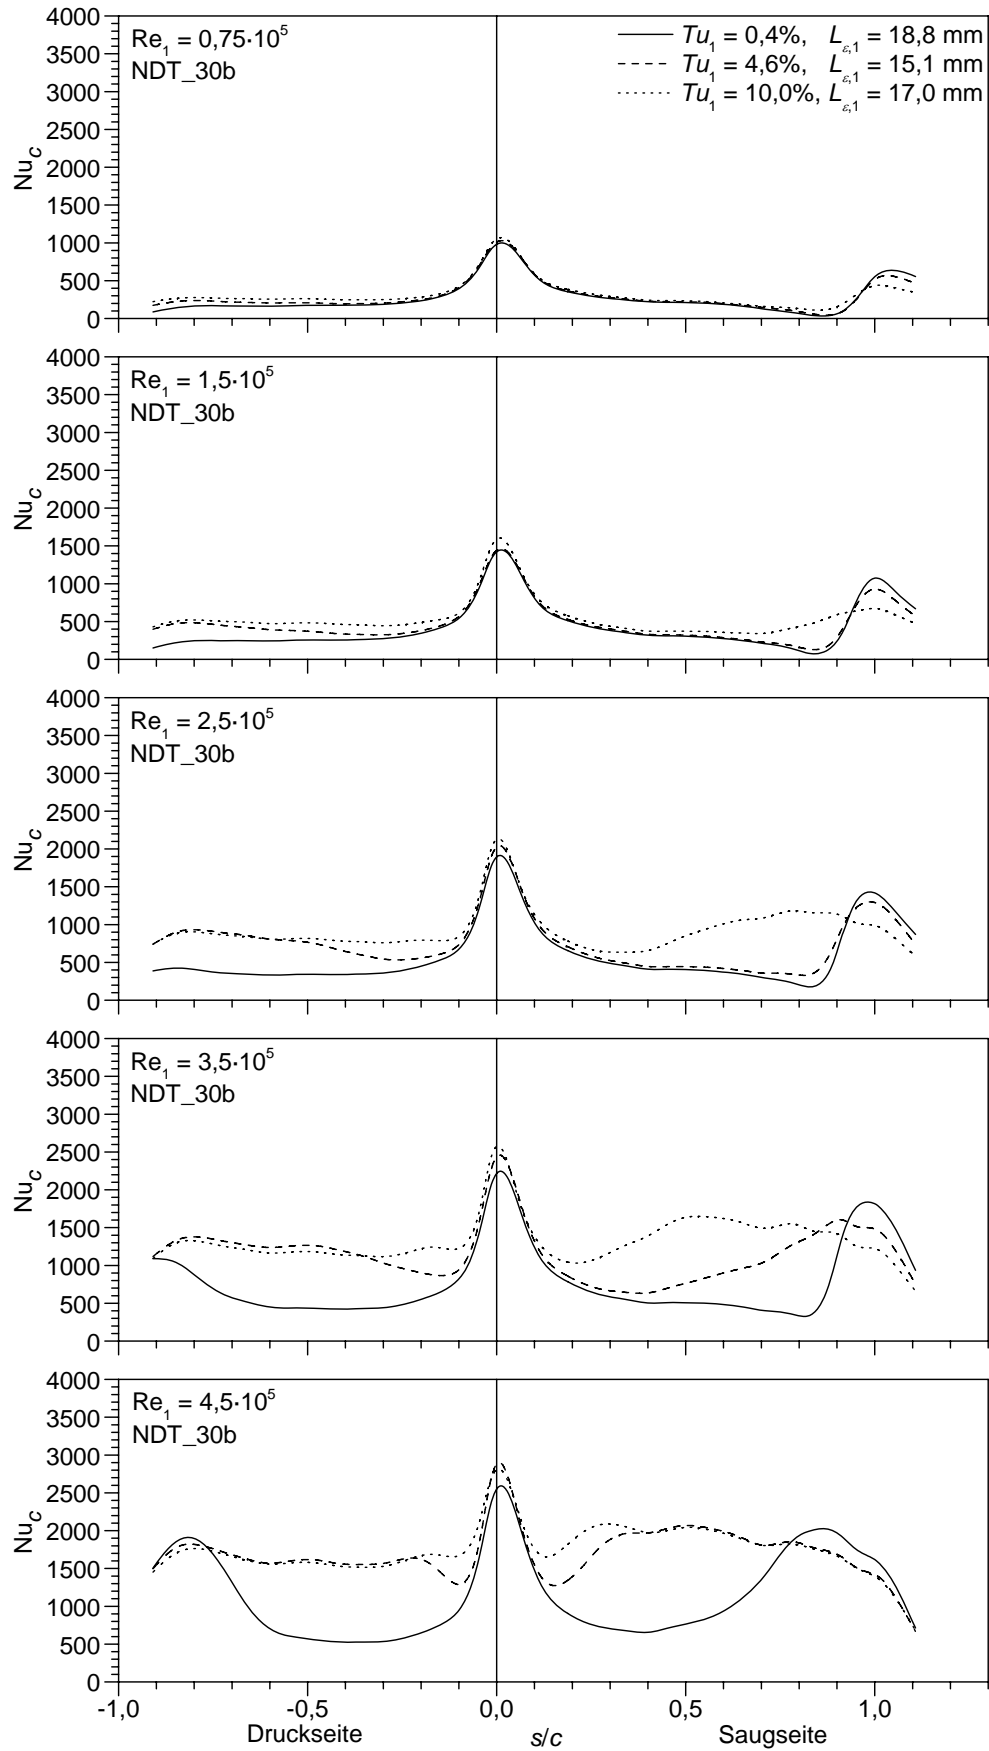 Re₁ = 0,75·10⁵
NDT_30b
Tu₁ = 0,4%, L_ε,1 = 18,8 mm
Tu₁ = 4,6%, L_ε,1 = 15,1 mm
Tu₁ = 10,0%, L_ε,1 = 17,0 mm
4000
3500
3000
2500
2000
1500
1000
500
0
Nu_c
Re₁ = 1,5·10⁵
NDT_30b
4000
3500
3000
2500
2000
1500
1000
500
0
Nu_c
Re₁ = 2,5·10⁵
NDT_30b
4000
3500
3000
2500
2000
1500
1000
500
0
Nu_c
Re₁ = 3,5·10⁵
NDT_30b
4000
3500
3000
2500
2000
1500
1000
500
0
Nu_c
Re₁ = 4,5·10⁵
NDT_30b
4000
3500
3000
2500
2000
1500
1000
500
0
Nu_c
-1,0 -0,5 0,0 0,5 1,0
Druckseite s/c Saugseite